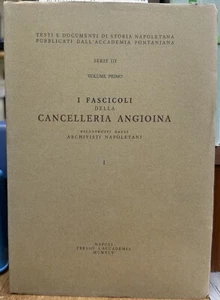 TESTI E DOCUMENTI DI STORIA NAPOLETANA
PUBBLICATI DALL'ACCADEMIA PONTANIANA
SERIE III
VOLUME PRIMO
I FASCICOLI
DELLA
CANCELLERIA ANGIOINA
RICOSTRUITI DAGLI
ARCHIVISTI NAPOLETANI
I
NAPOLI
PRESSO L'ACCADEMIA